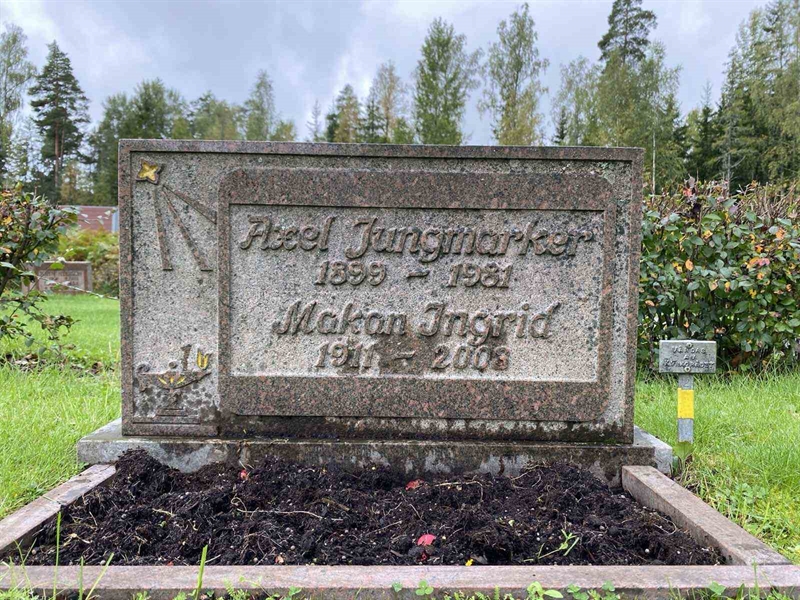 Axel Jungmarker
1899 - 1981
Makan Ingrid
1911 - 2008